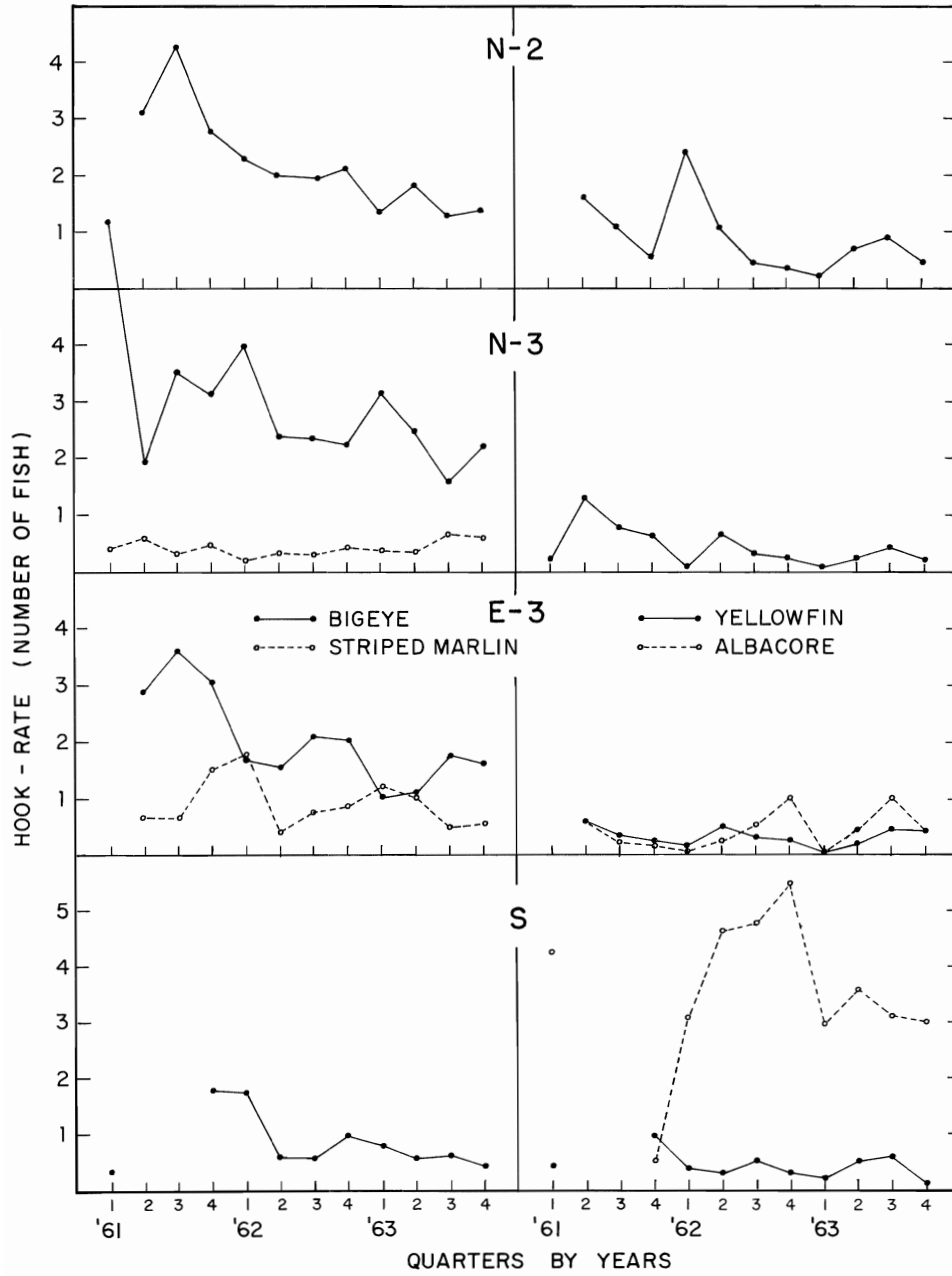 N-2
4
3
2
1
N-3
4
3
2
1
E-3
BIGEYE YELLOWFIN
STRIPED MARLIN ALBACORE
4
3
2
1
S
5
4
3
2
1
HOOK - RATE (NUMBER OF FISH)
1 2 3 4 1 2 3 4 1 2 3 4 1 2 3 4 1 2 3 4 1 2 3 4
'61 '62 '63 '61 '62 '63
QUARTERS BY YEARS